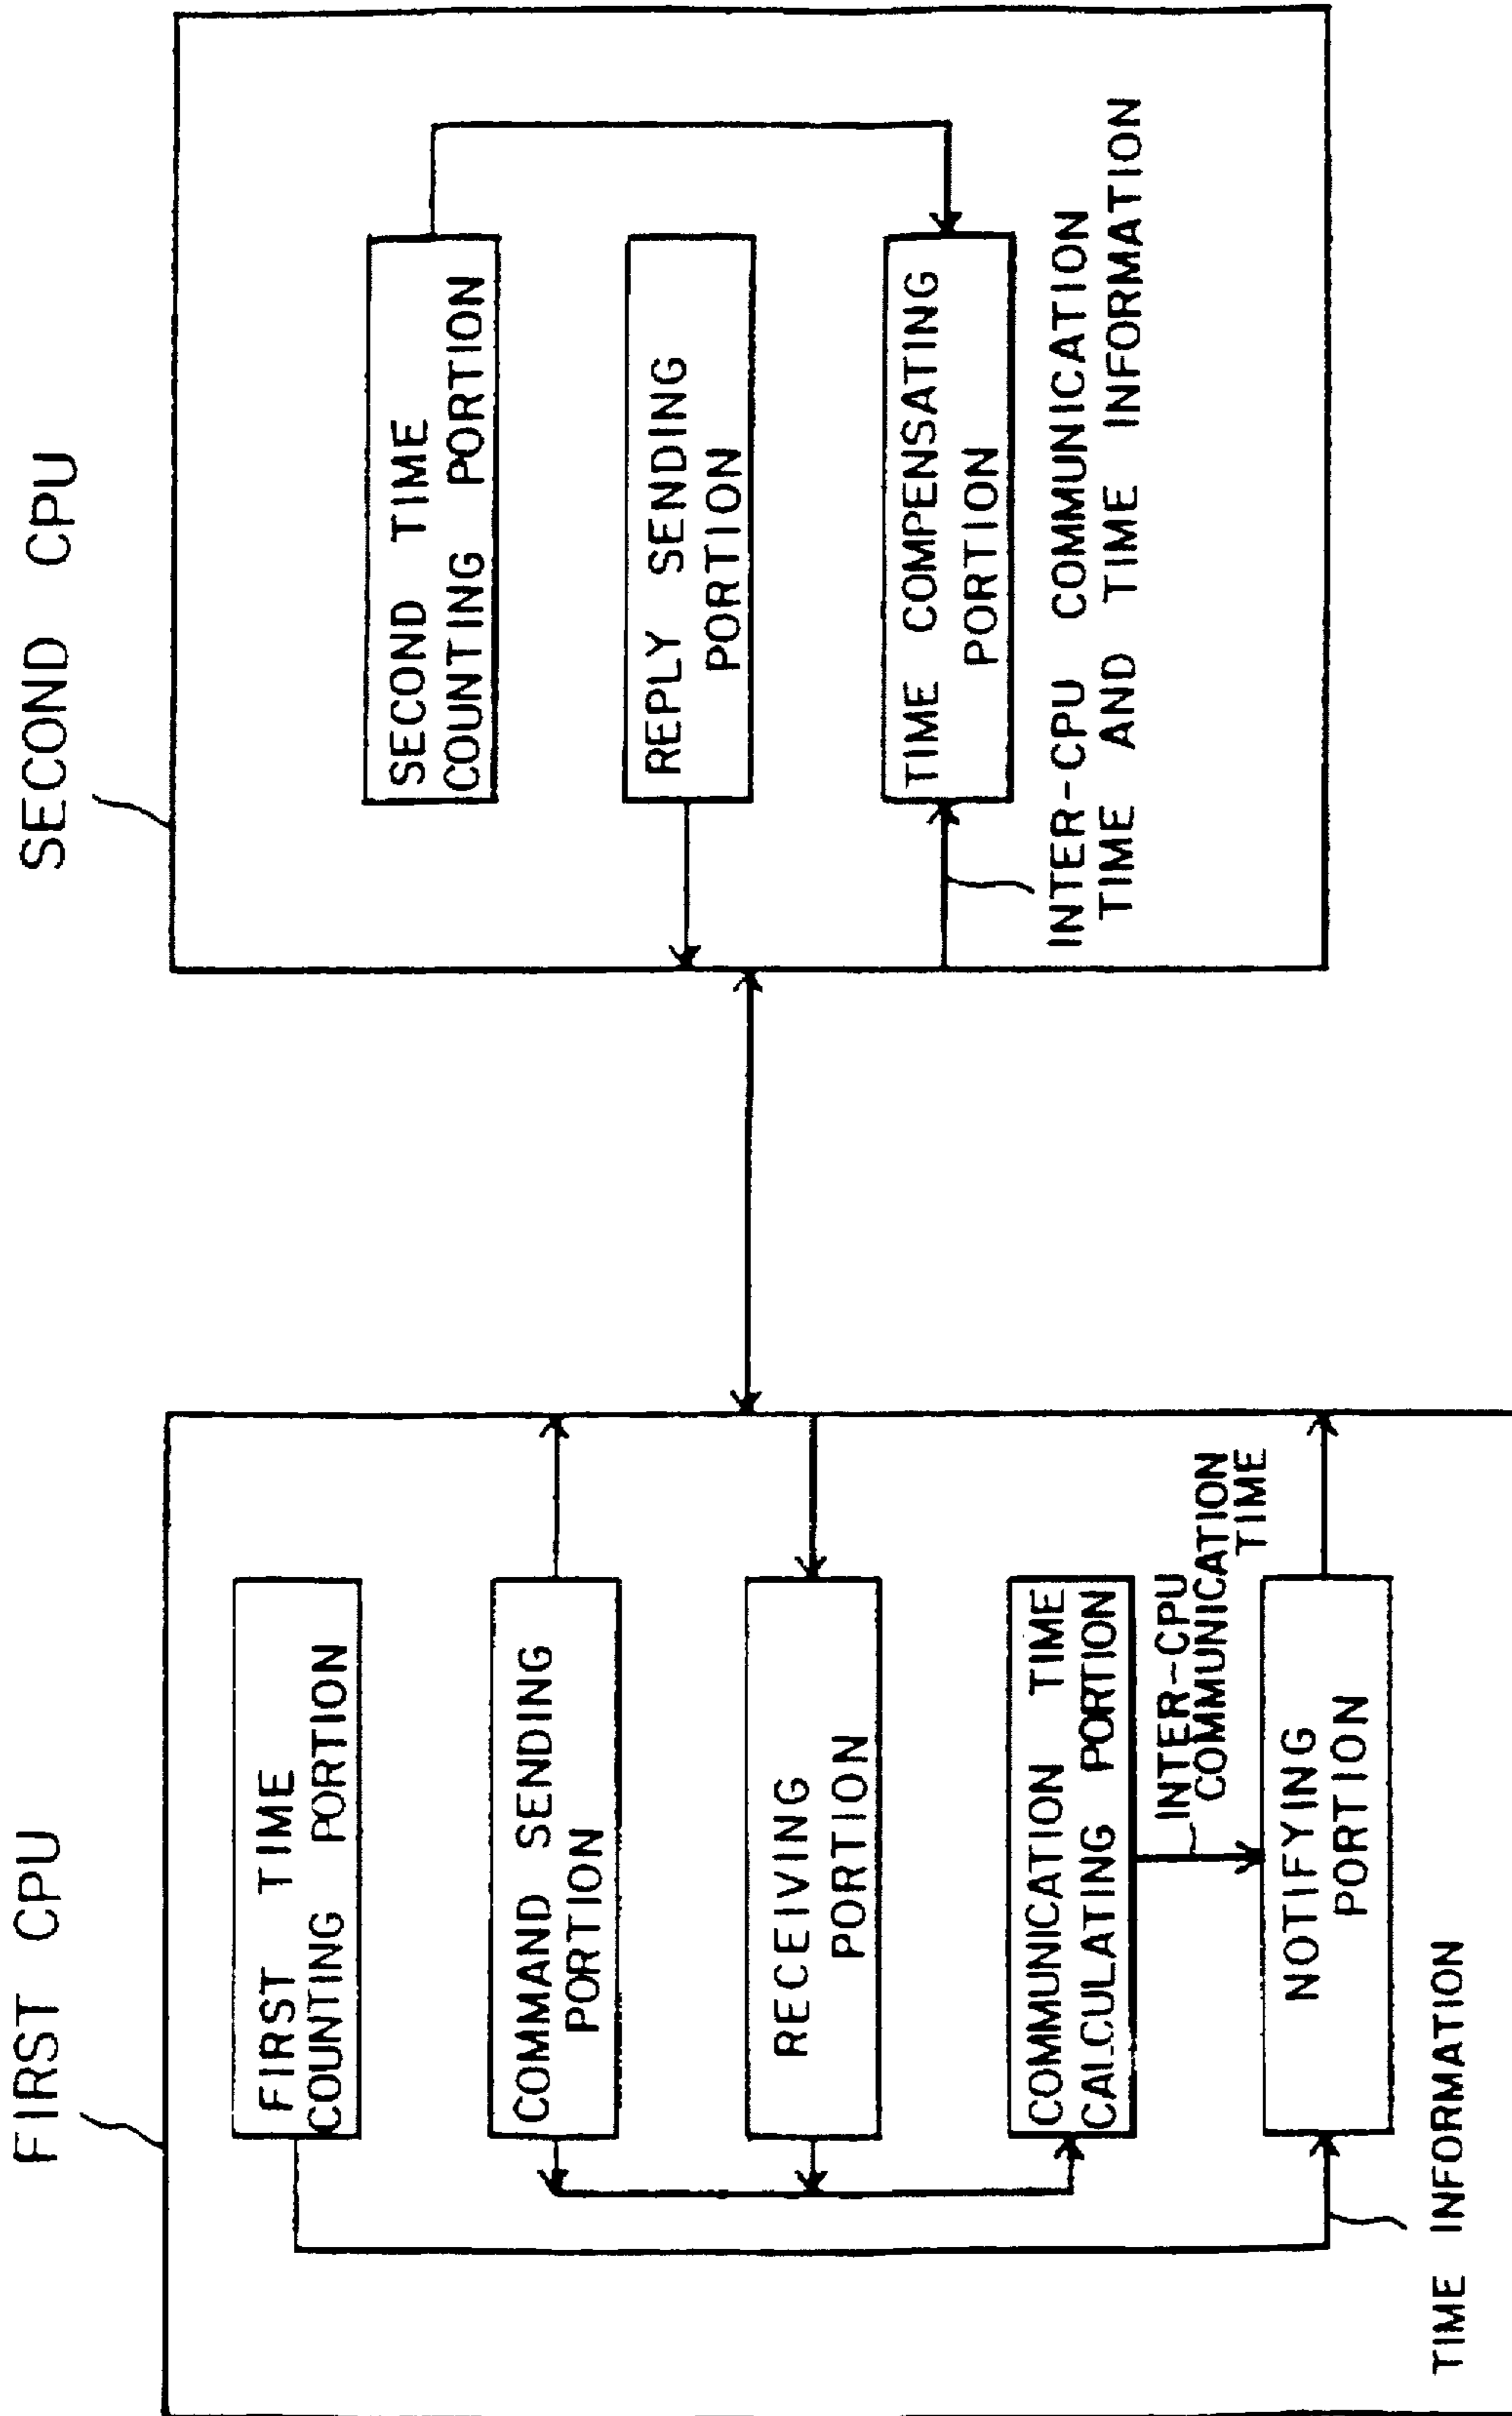 FIRST CPU
FIRST TIME
COUNTING PORTION
COMMAND SENDING
PORTION
RECEIVING
PORTION
COMMUNICATION TIME
CALCULATING PORTION
INTER-CPU
COMMUNICATION
TIME
NOTIFYING
PORTION
TIME INFORMATION
SECOND CPU
SECOND TIME
COUNTING PORTION
REPLY SENDING
PORTION
TIME COMPENSATING
PORTION
INTER-CPU COMMUNICATION
TIME AND TIME INFORMATION